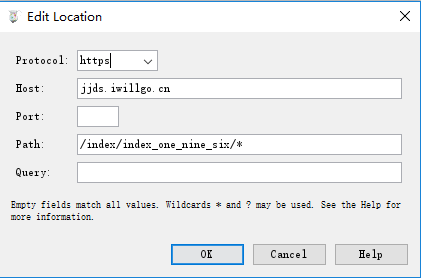 Edit Location
Protocol: https
Host: jjds.iwillgo.cn
Port:
Path: /index/index_one_nine_six/*
Query:
Empty fields match all values. Wildcards * and ? may be used. See the Help for
more information.
OK Cancel Help